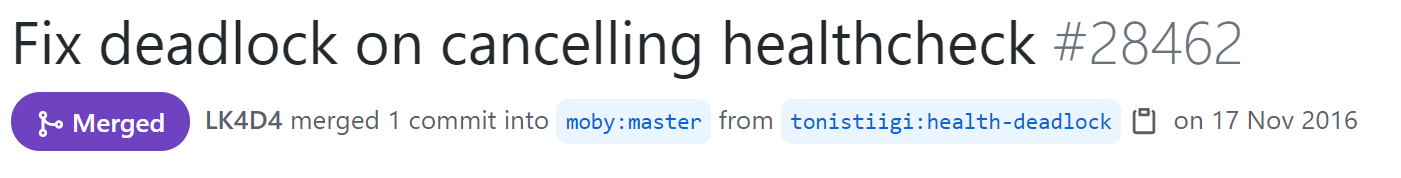 Fix deadlock on cancelling healthcheck #28462
Merged LK4D4 merged 1 commit into moby:master from tonistiigi:health-deadlock on 17 Nov 2016